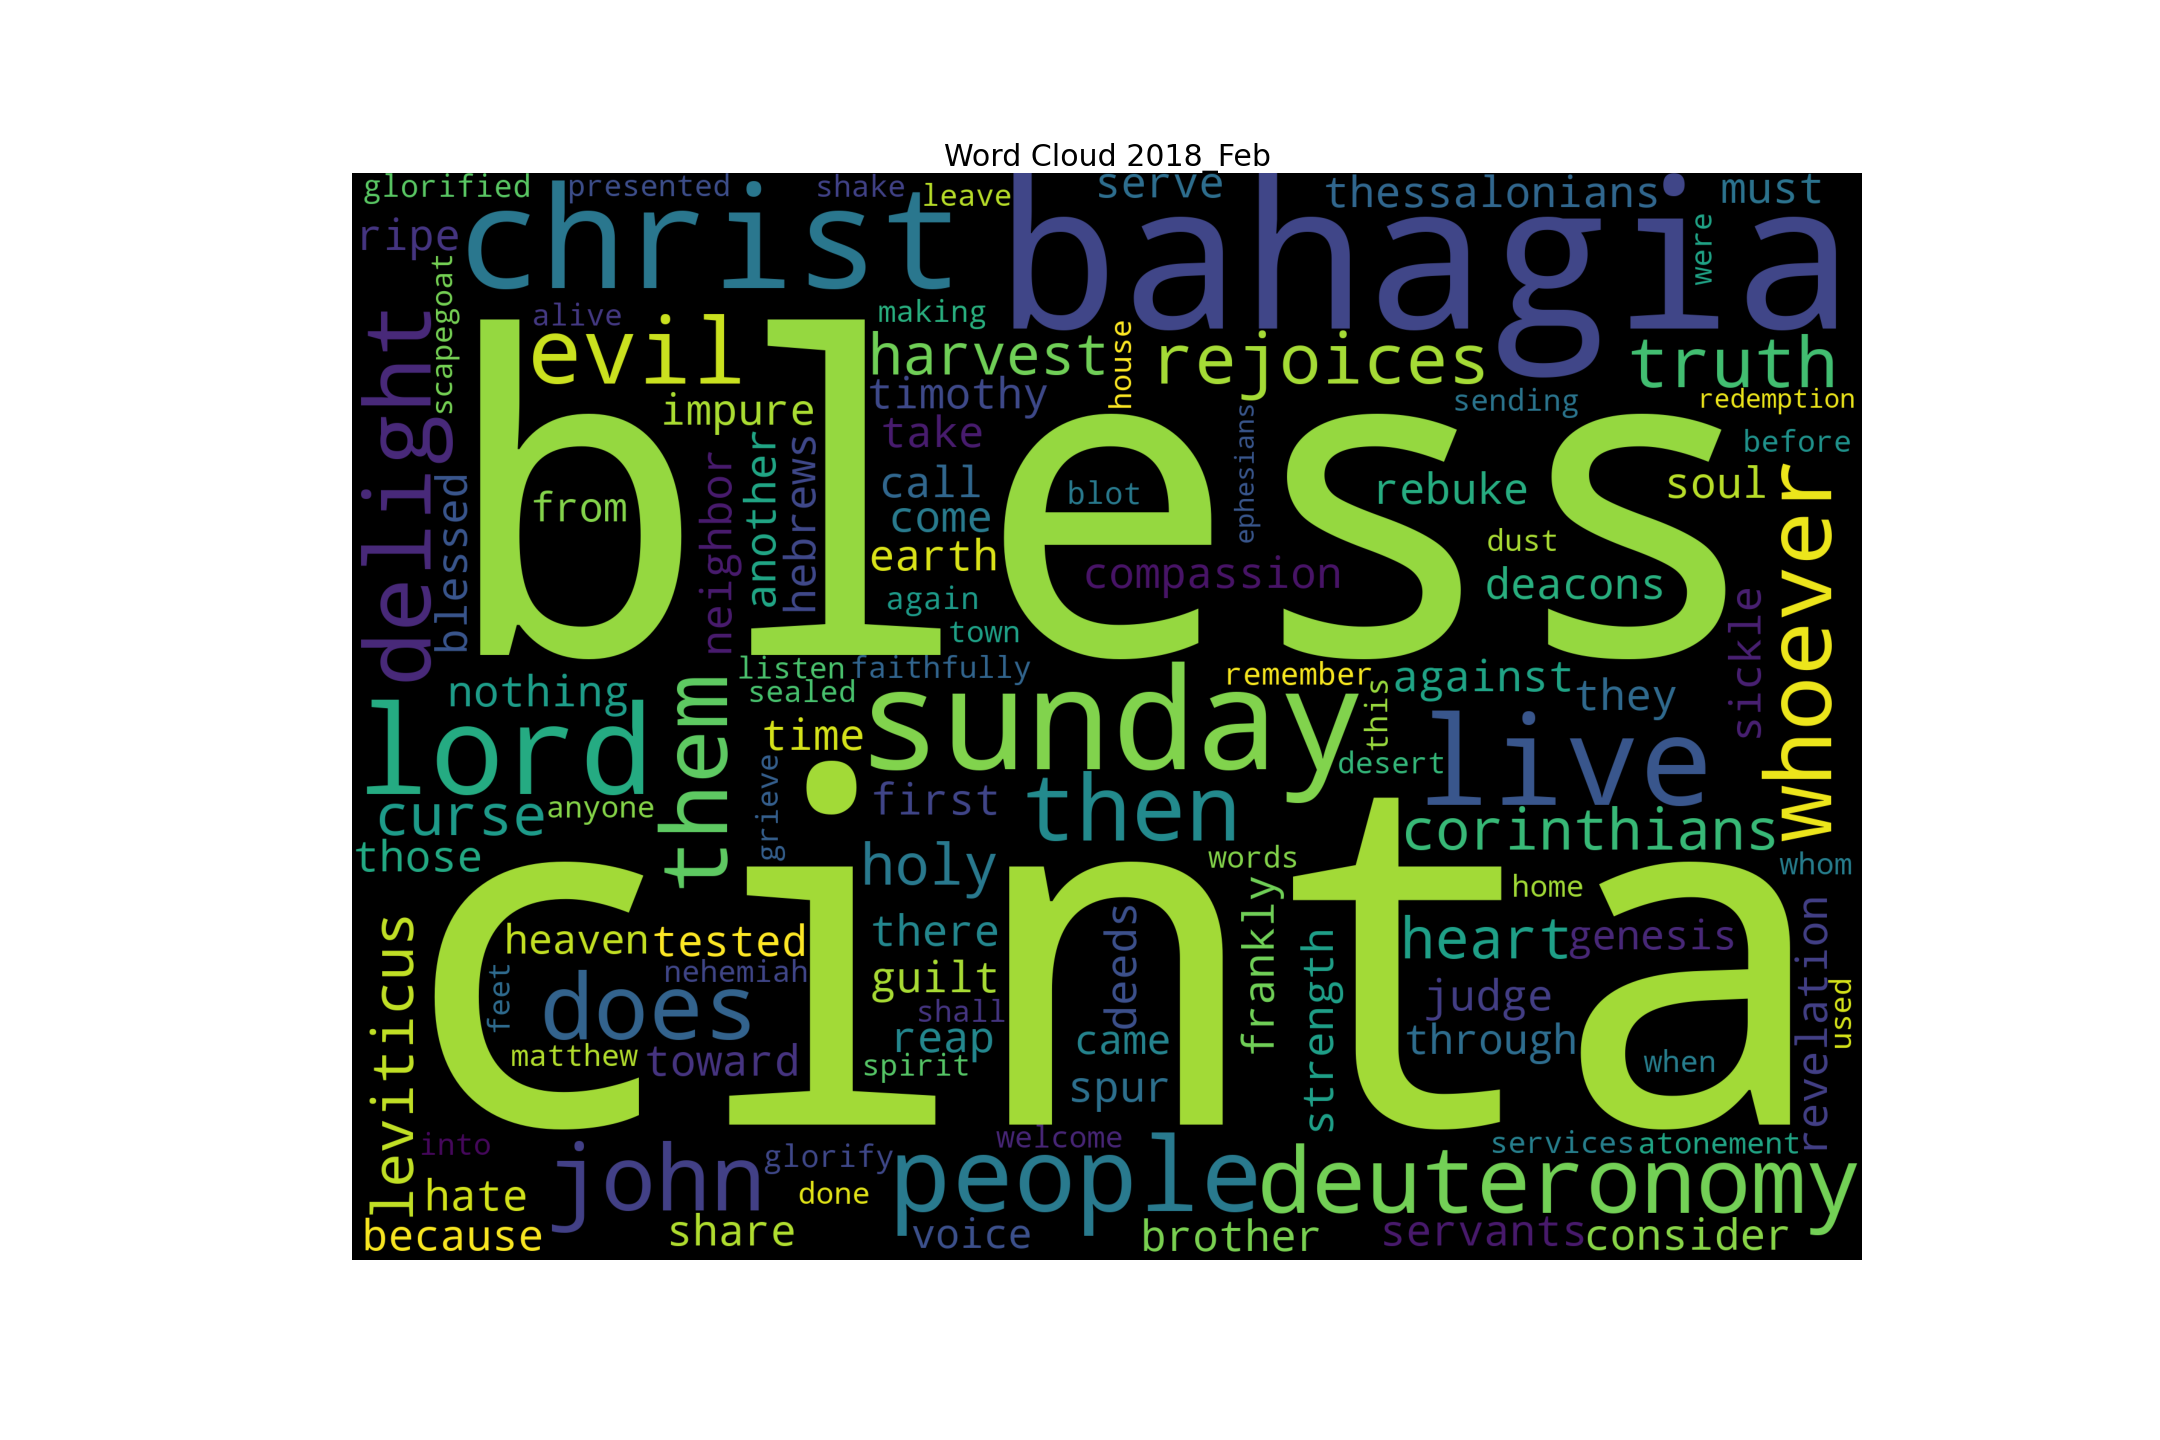 Word Cloud 2018_Feb
glorified presented shake leave serve thessalonians must
christ bahagia
ripe were
scapegoat
delight
alive making
evil harvest house rejoices truth
impure timothy take sending redemption
ephesians before
bless
blessed neighbor another hebrews call blot rebuke soul whoever
from come
earth dust
compassion deacons
again sickle
town
listen faithfully remember against they
nothing sealed this
lord them time sunday desert live
curse anyone grieve first then corinthians
those holy words whom
home
cinta
leviticus heaven tested there deeds frankly strength heart genesis revelation
feet nehemiah guilt judge used
does shall
matthew toward reap came through when
spirit spur
into welcome services atonement
john glorify people deuteronomy
hate done
because share voice brother servants consider